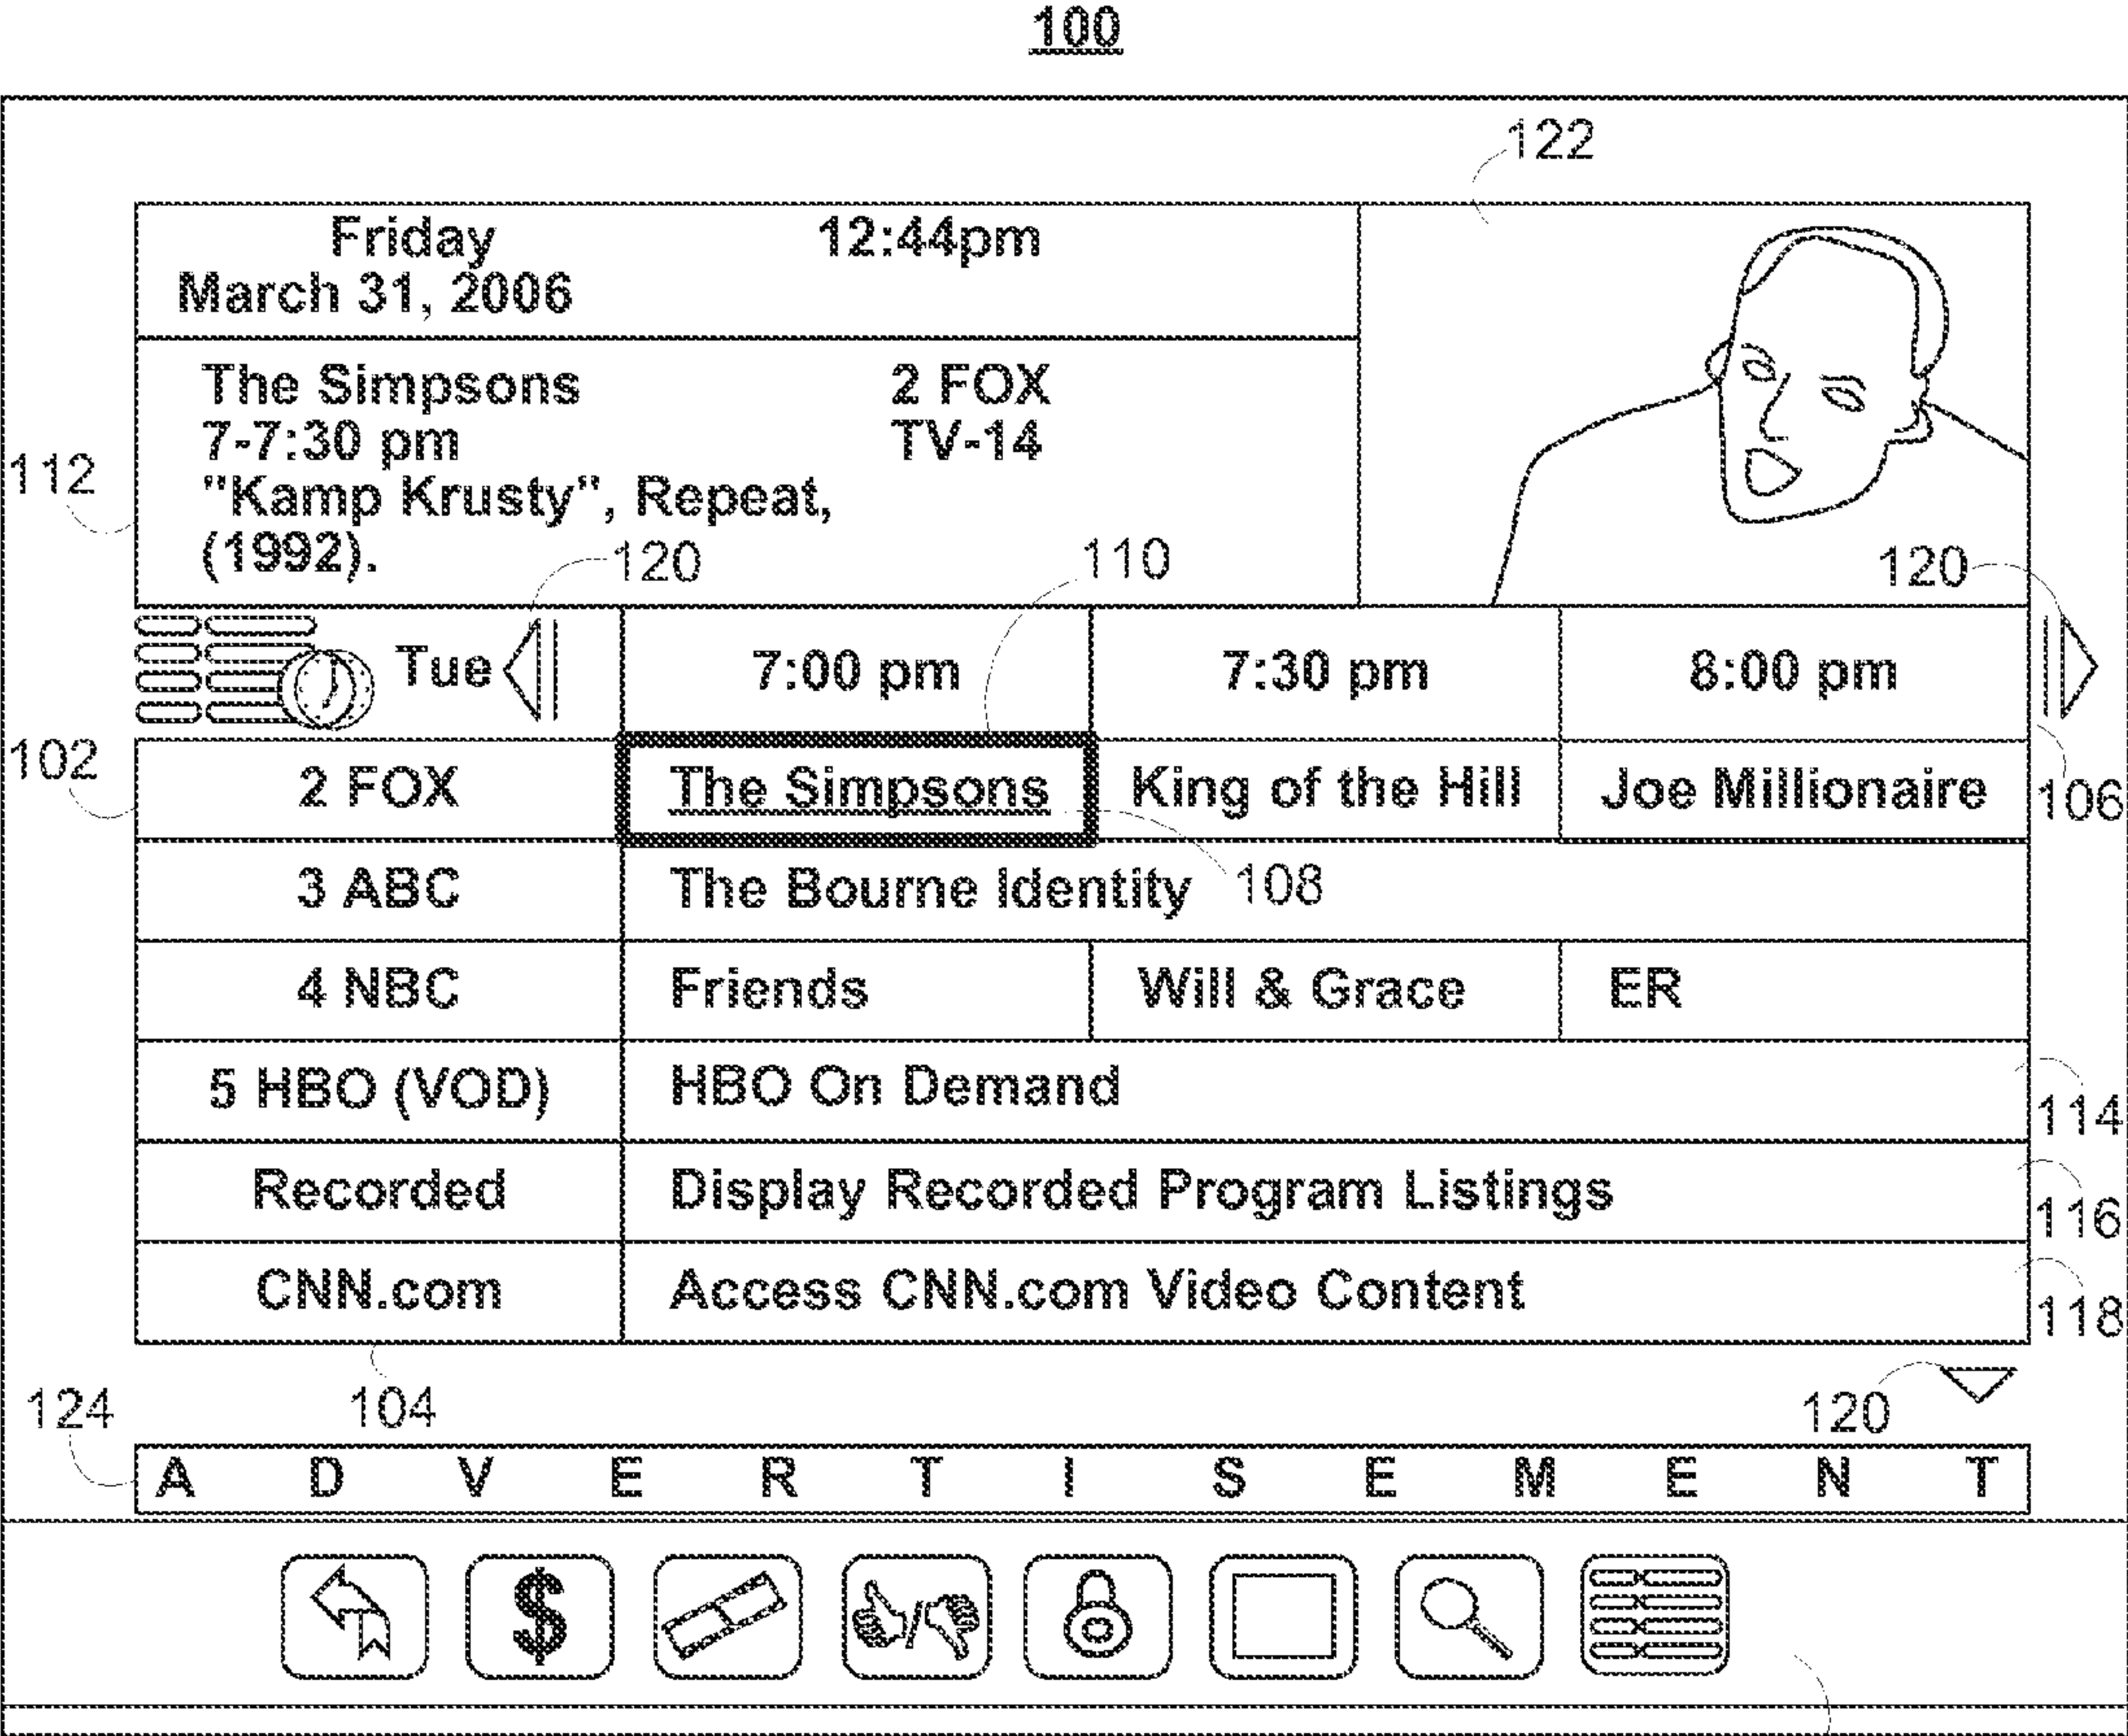 100
122
Friday 12:44pm
March 31, 2006
The Simpsons 2 FOX
7-7:30 pm TV-14
112
"Kamp Krusty", Repeat,
(1992).
120 110 120
Tue 7:00 pm 7:30 pm 8:00 pm
102
2 FOX The Simpsons King of the Hill Joe Millionaire
106
3 ABC The Bourne Identity 108
4 NBC Friends Will & Grace ER
5 HBO (VOD) HBO On Demand
114
Recorded Display Recorded Program Listings
116
CNN.com Access CNN.com Video Content
118
124 104 120
A D V E R T I S E M E N T
$